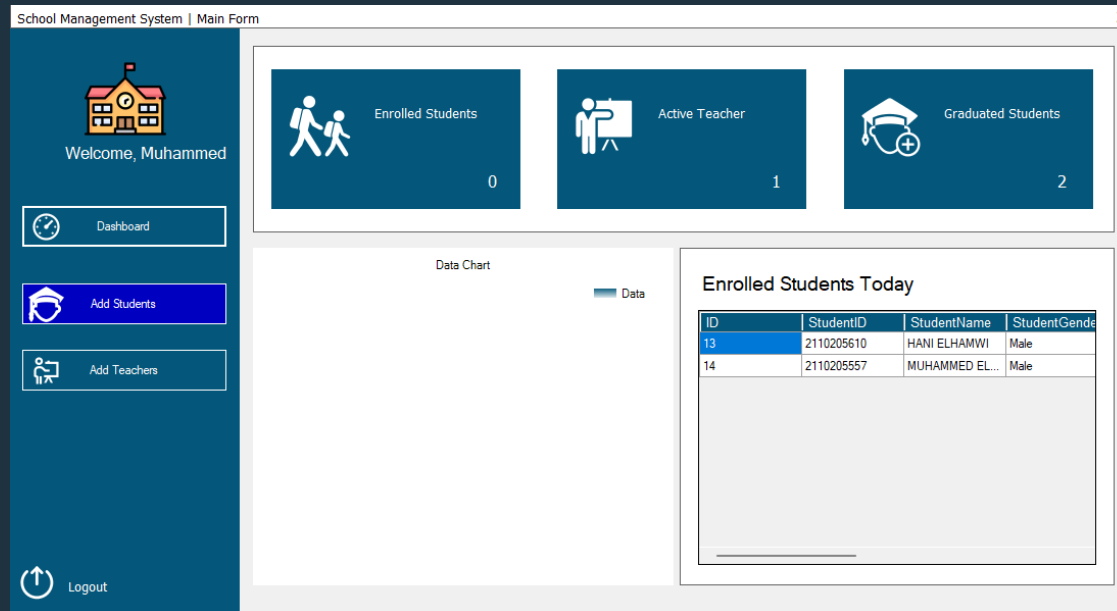 School Management System | Main Form
Welcome, Muhammed
Dashboard
Add Students
Add Teachers
Logout
Enrolled Students
0
Active Teacher
1
Graduated Students
2
Data Chart
Data
Enrolled Students Today
ID StudentID StudentName StudentGende
13 2110205610 HANI ELHAMWI Male
14 2110205557 MUHAMMED EL... Male